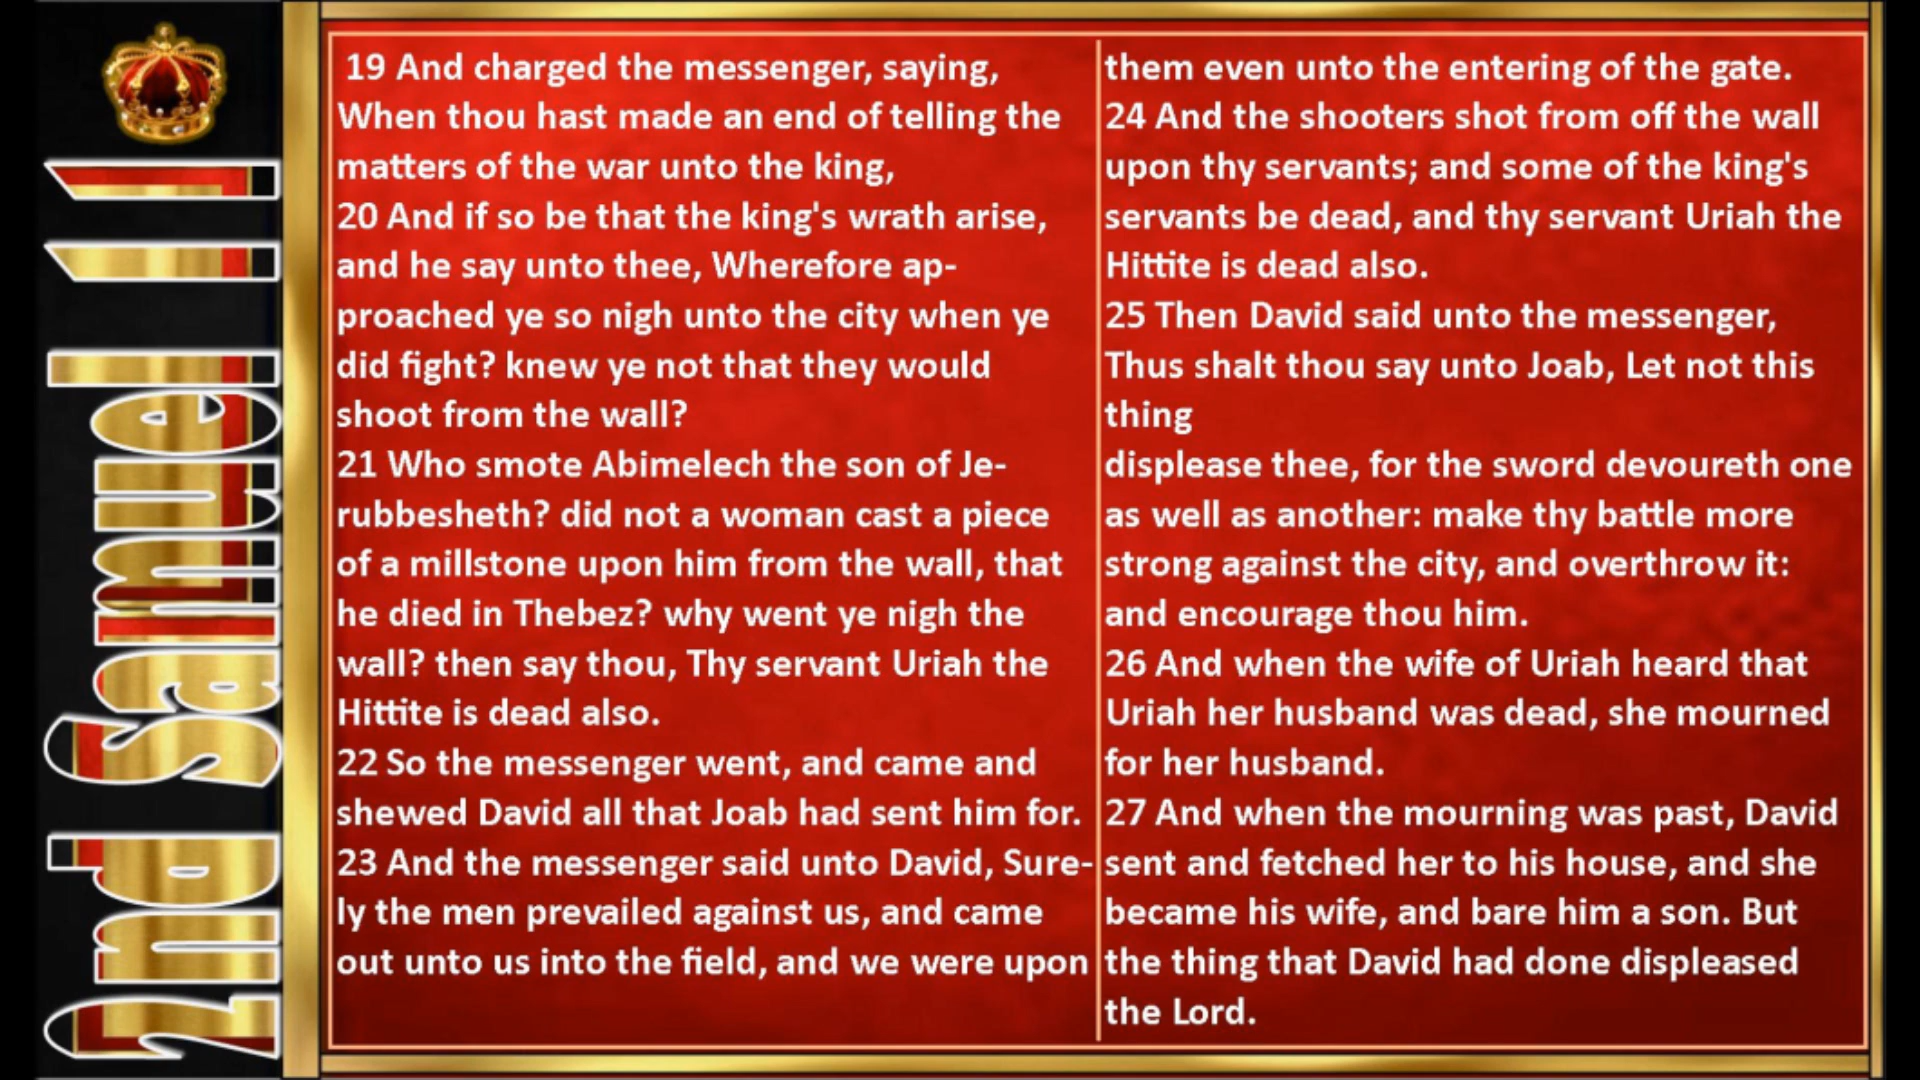 2nd Samuel 11
19 And charged the messenger, saying,
When thou hast made an end of telling the
matters of the war unto the king,
20 And if so be that the king's wrath arise,
and he say unto thee, Wherefore ap-
proached ye so nigh unto the city when ye
did fight? knew ye not that they would
shoot from the wall?
21 Who smote Abimelech the son of Je-
rubbesheth? did not a woman cast a piece
of a millstone upon him from the wall, that
he died in Thebez? why went ye nigh the
wall? then say thou, Thy servant Uriah the
Hittite is dead also.
22 So the messenger went, and came and
shewed David all that Joab had sent him for.
23 And the messenger said unto David, Sure-
ly the men prevailed against us, and came
out unto us into the field, and we were upon
them even unto the entering of the gate.
24 And the shooters shot from off the wall
upon thy servants; and some of the king's
servants be dead, and thy servant Uriah the
Hittite is dead also.
25 Then David said unto the messenger,
Thus shalt thou say unto Joab, Let not this
thing
displease thee, for the sword devoureth one
as well as another: make thy battle more
strong against the city, and overthrow it:
and encourage thou him.
26 And when the wife of Uriah heard that
Uriah her husband was dead, she mourned
for her husband.
27 And when the mourning was past, David
sent and fetched her to his house, and she
became his wife, and bare him a son. But
the thing that David had done displeased
the Lord.